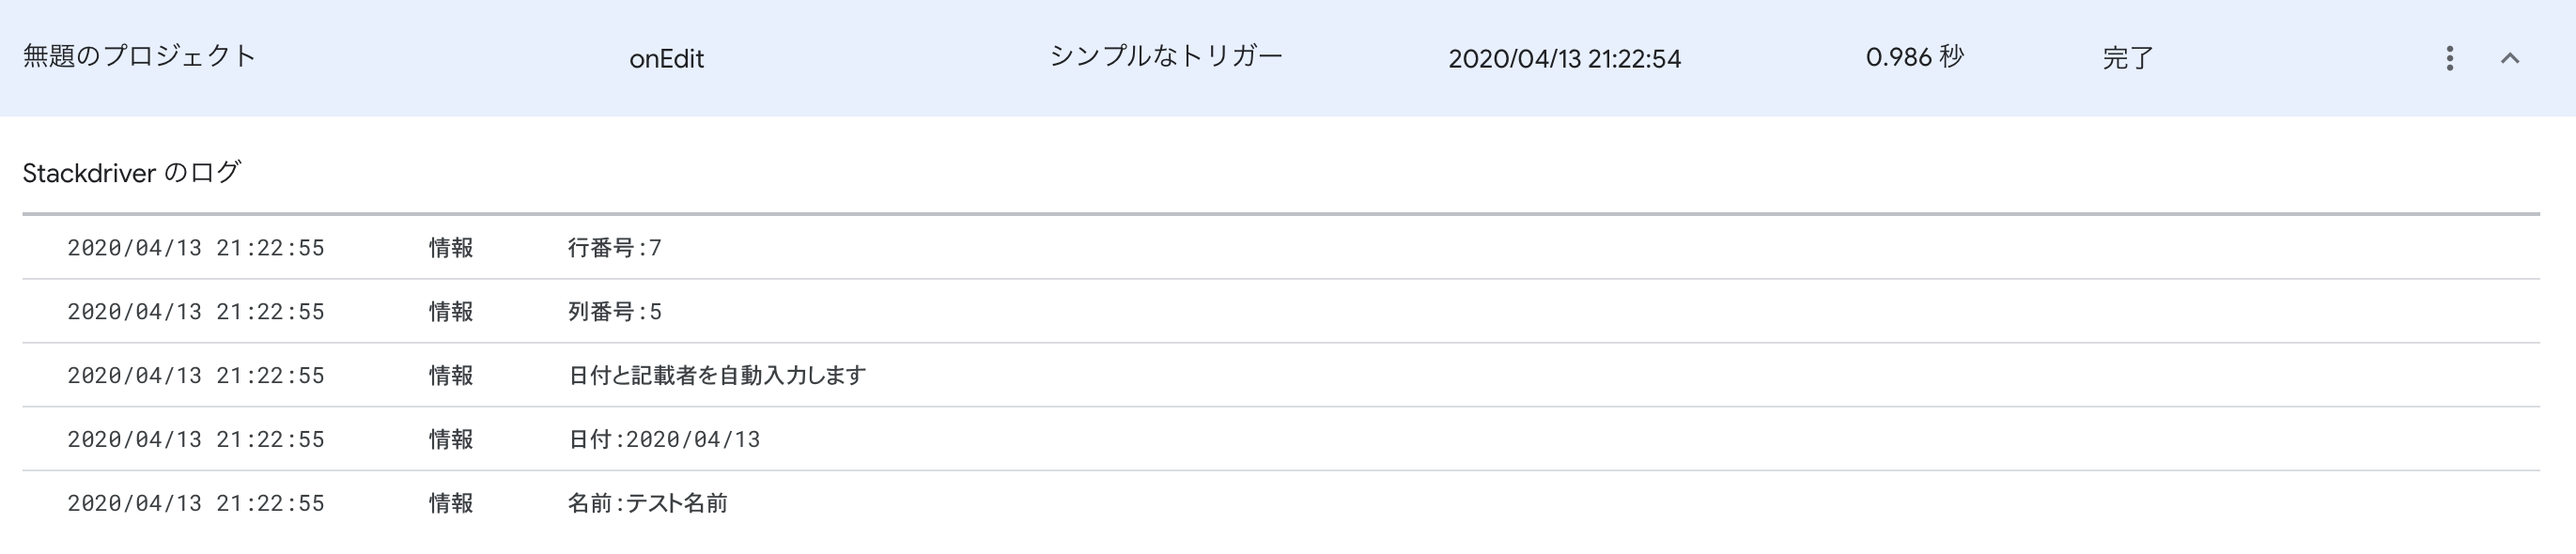 無題のプロジェクト onEdit シンプルなトリガー 2020/04/13 21:22:54 0.986 秒 完了
Stackdriver のログ
2020/04/13 21:22:55 情報 行番号:7
2020/04/13 21:22:55 情報 列番号:5
2020/04/13 21:22:55 情報 日付と記載者を自動入力します
2020/04/13 21:22:55 情報 日付:2020/04/13
2020/04/13 21:22:55 情報 名前:テスト名前